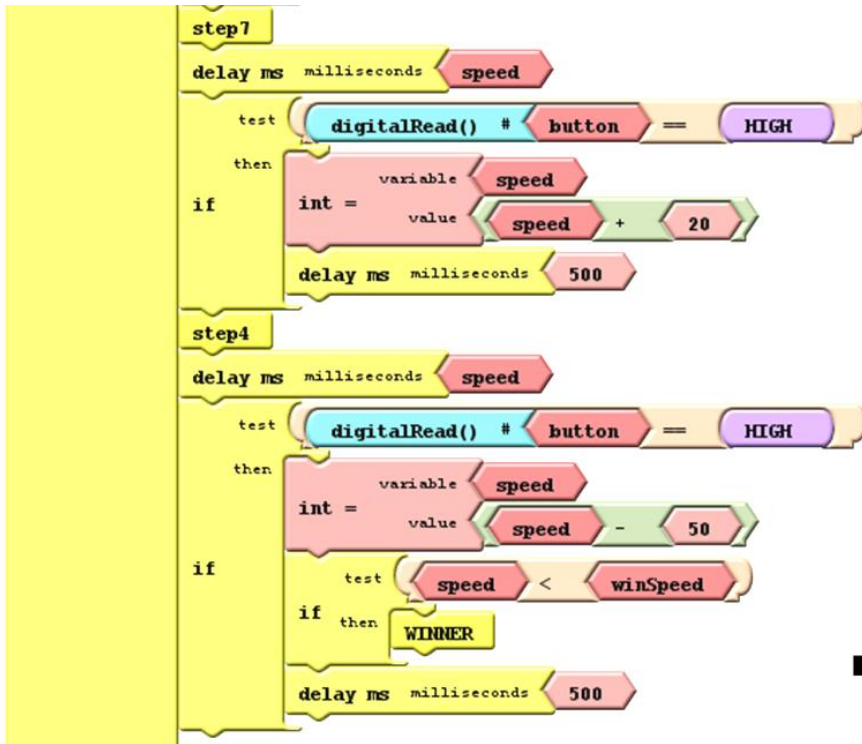 step7
delay ms milliseconds speed
test digitalRead() # button == HIGH
then
variable speed
if int =
value speed + 20
delay ms milliseconds 500
step4
delay ms milliseconds speed
test digitalRead() # button == HIGH
then
variable speed
int =
value speed - 50
if
test speed < winSpeed
if then
WINNER
delay ms milliseconds 500